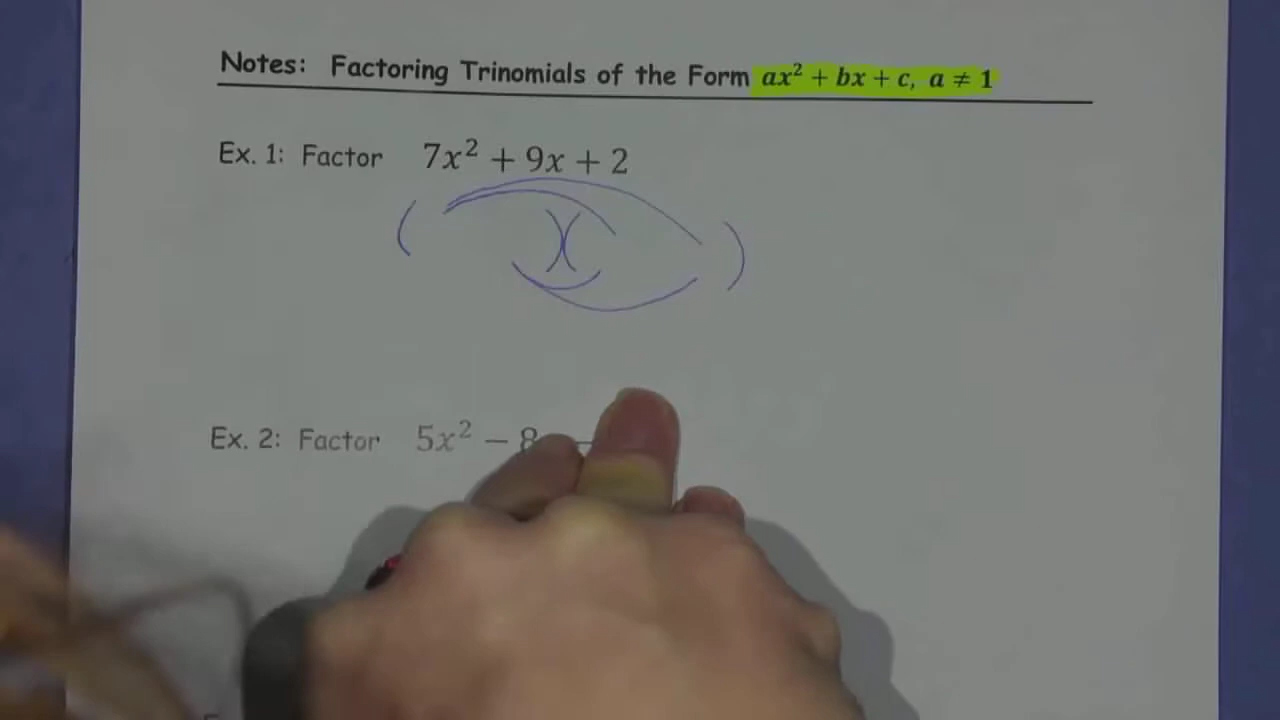 Notes: Factoring Trinomials of the Form ax² + bx + c, a ≠ 1
Ex. 1: Factor 7x² + 9x + 2
( )( )
Ex. 2: Factor 5x² − 8